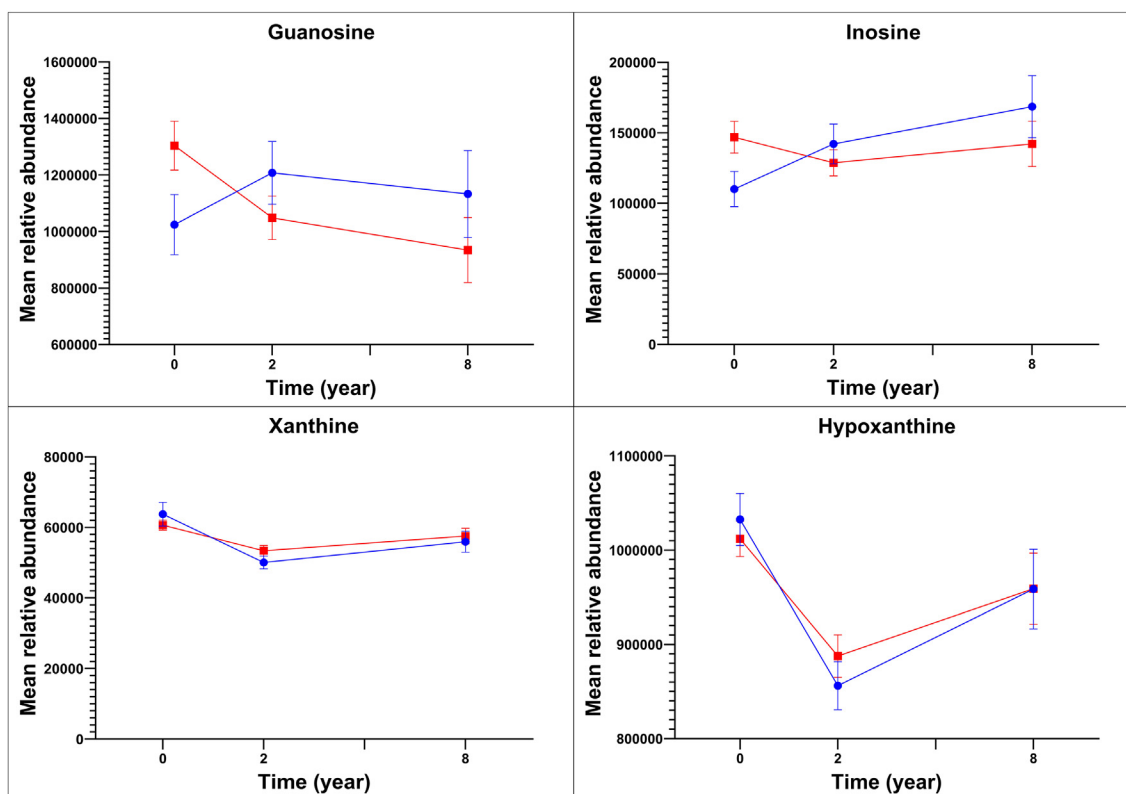 Guanosine
Mean relative abundance
1600000
1400000
1200000
1000000
800000
600000
0
2
8
Time (year)
Inosine
Mean relative abundance
200000
150000
100000
50000
0
0
2
8
Time (year)
Xanthine
Mean relative abundance
80000
60000
40000
20000
0
0
2
8
Time (year)
Hypoxanthine
Mean relative abundance
1100000
1000000
900000
800000
0
2
8
Time (year)